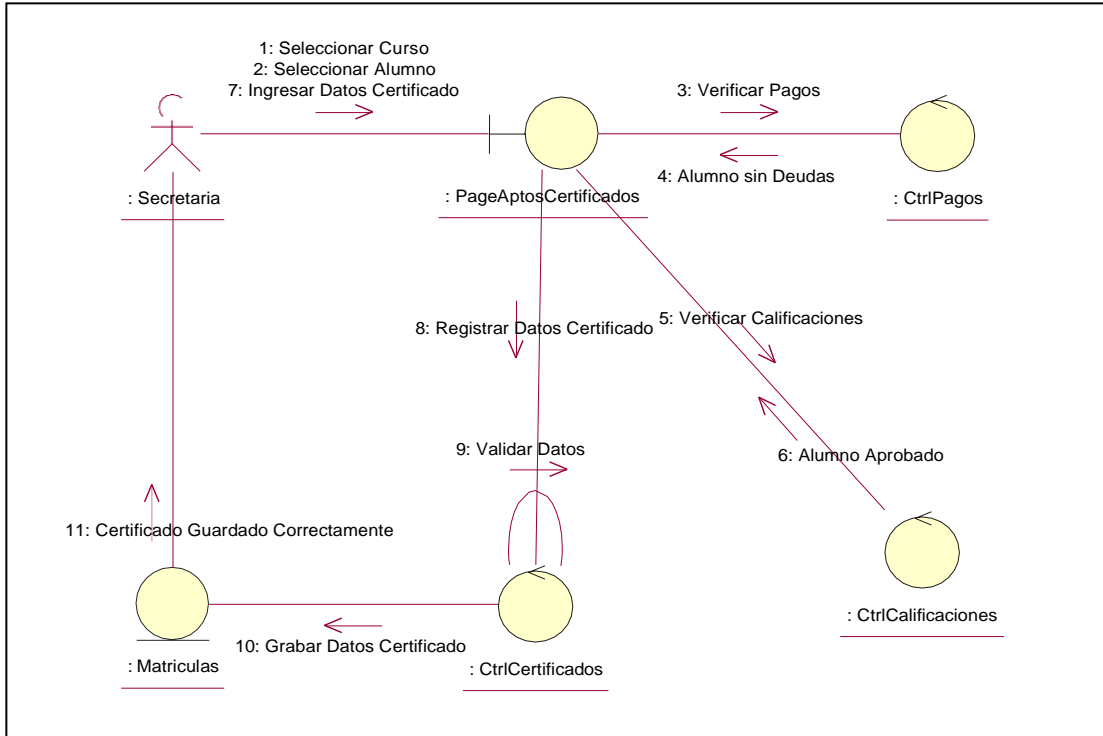 1: Seleccionar Curso
2: Seleccionar Alumno
7: Ingresar Datos Certificado
3: Verificar Pagos
4: Alumno sin Deudas
: Secretaria
: PageAptosCertificados
: CtrlPagos
8: Registrar Datos Certificado
5: Verificar Calificaciones
9: Validar Datos
6: Alumno Aprobado
11: Certificado Guardado Correctamente
: CtrlCalificaciones
10: Grabar Datos Certificado
: Matriculas
: CtrlCertificados